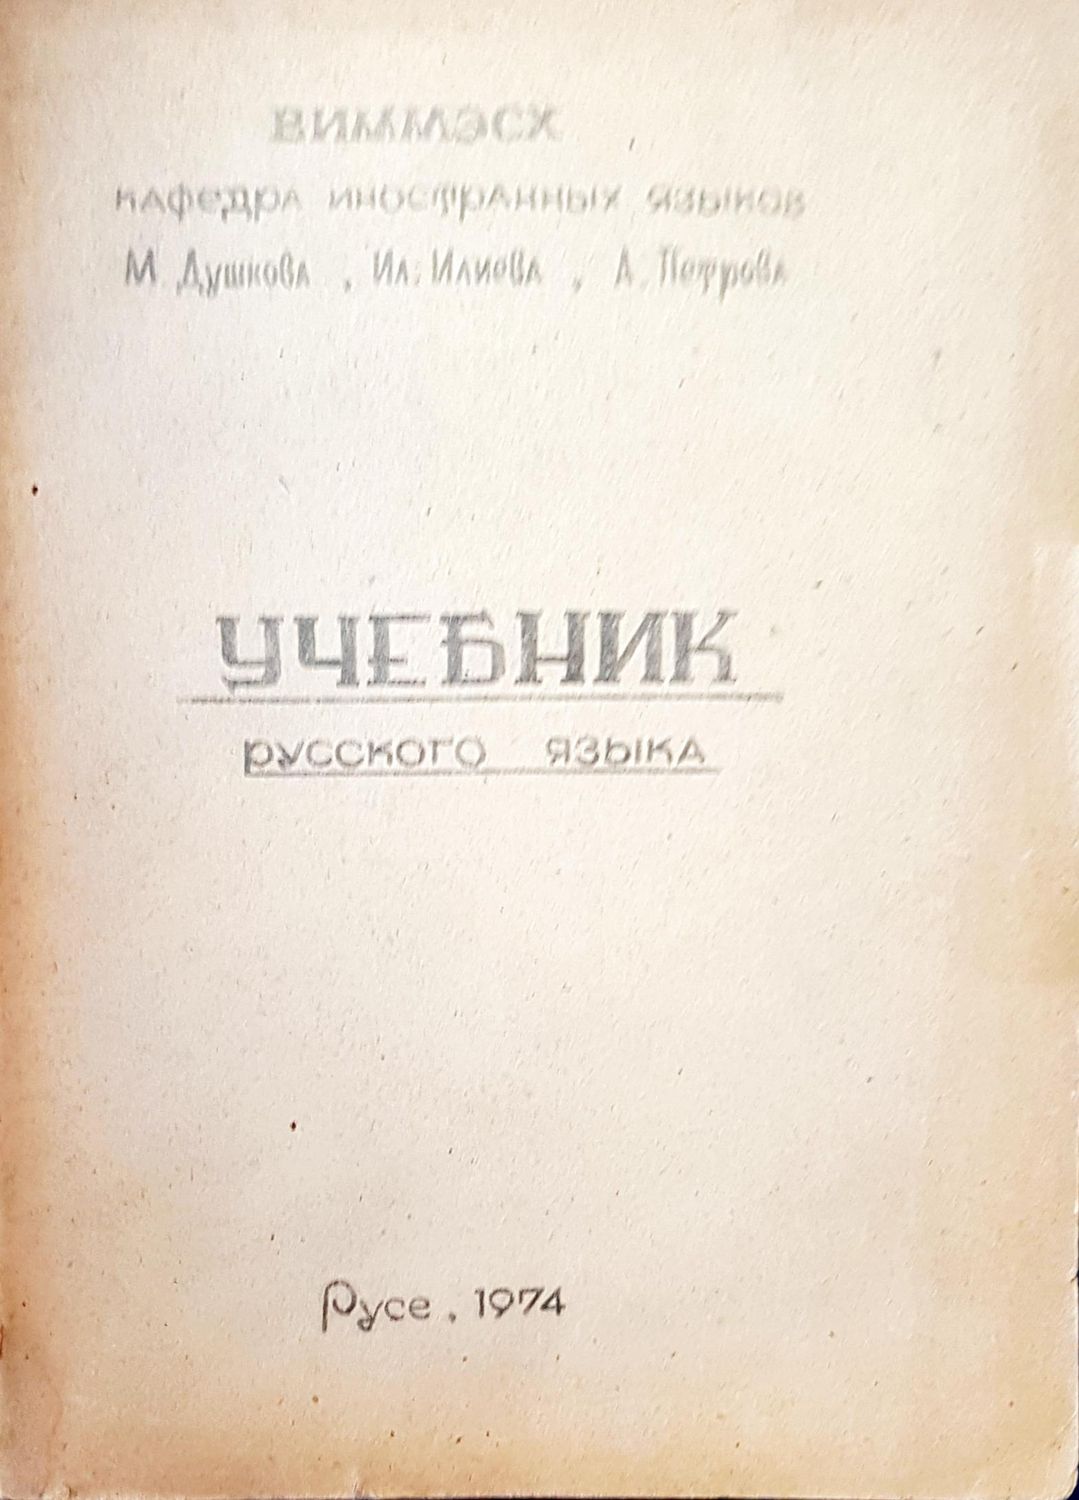 ВИММЭСХ
кафедра иностранных языков
М. Душкова, Ил. Илиева, А. Петрова
УЧЕБНИК
русского языка
Русе, 1974